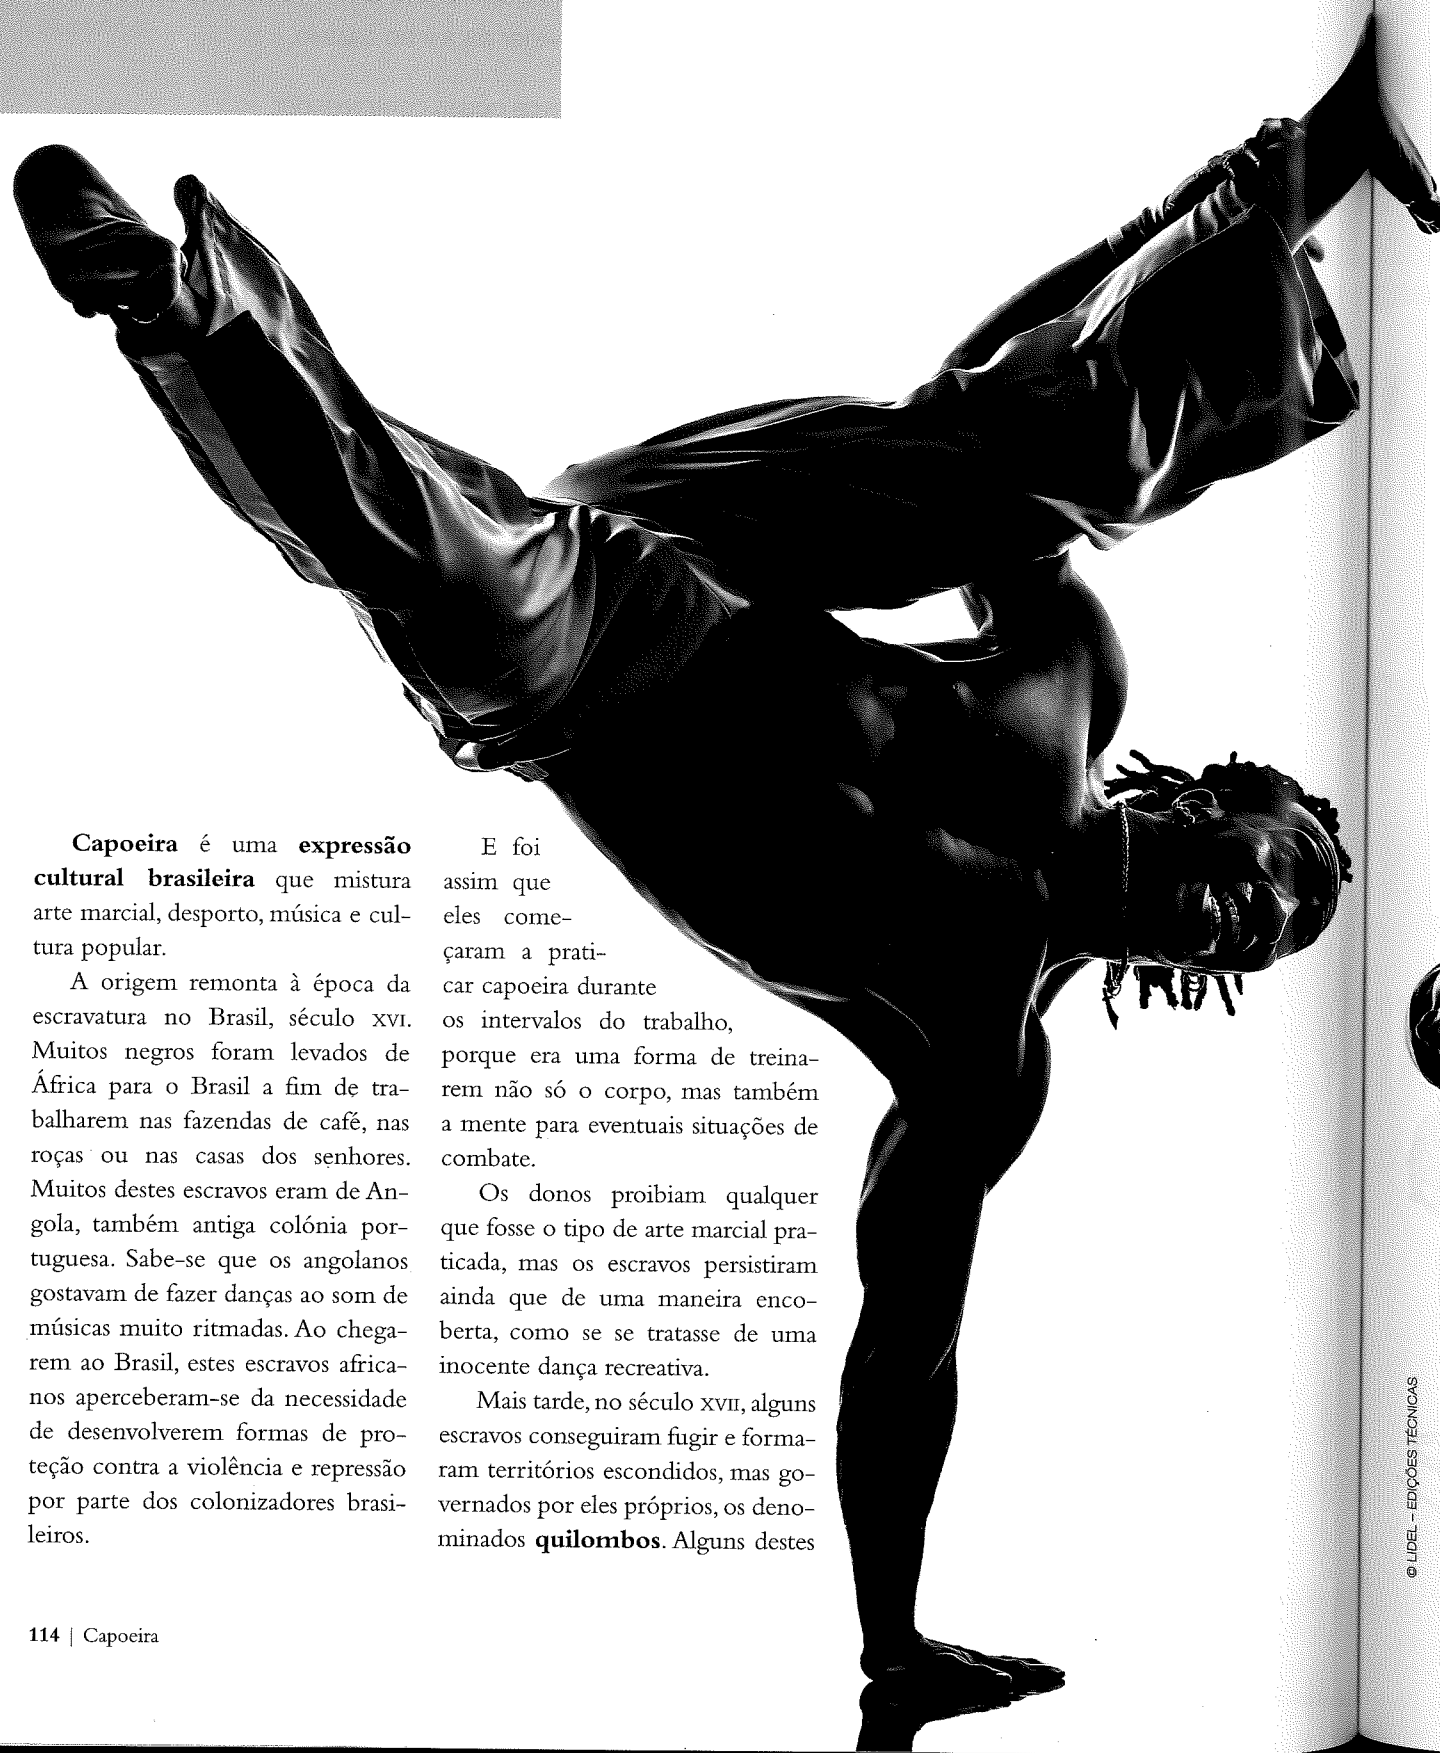 Capoeira é uma expressão
cultural brasileira que mistura
arte marcial, desporto, música e cul-
tura popular.
A origem remonta à época da
escravatura no Brasil, século XVI.
Muitos negros foram levados de
África para o Brasil a fim de tra-
balharem nas fazendas de café, nas
roças ou nas casas dos senhores.
Muitos destes escravos eram de An-
gola, também antiga colónia por-
tuguesa. Sabe-se que os angolanos
gostavam de fazer danças ao som de
músicas muito ritmadas. Ao chega-
rem ao Brasil, estes escravos africa-
nos aperceberam-se da necessidade
de desenvolverem formas de pro-
teção contra a violência e repressão
por parte dos colonizadores brasi-
leiros.
E foi
assim que
eles come-
çaram a prati-
car capoeira durante
os intervalos do trabalho,
porque era uma forma de treina-
rem não só o corpo, mas também
a mente para eventuais situações de
combate.
Os donos proibiam qualquer
que fosse o tipo de arte marcial pra-
ticada, mas os escravos persistiram
ainda que de uma maneira enco-
berta, como se se tratasse de uma
inocente dança recreativa.
Mais tarde, no século XVII, alguns
escravos conseguiram fugir e forma-
ram territórios escondidos, mas go-
vernados por eles próprios, os deno-
minados quilombos. Alguns destes
114 | Capoeira
© LIDEL – EDIÇÕES TÉCNICAS